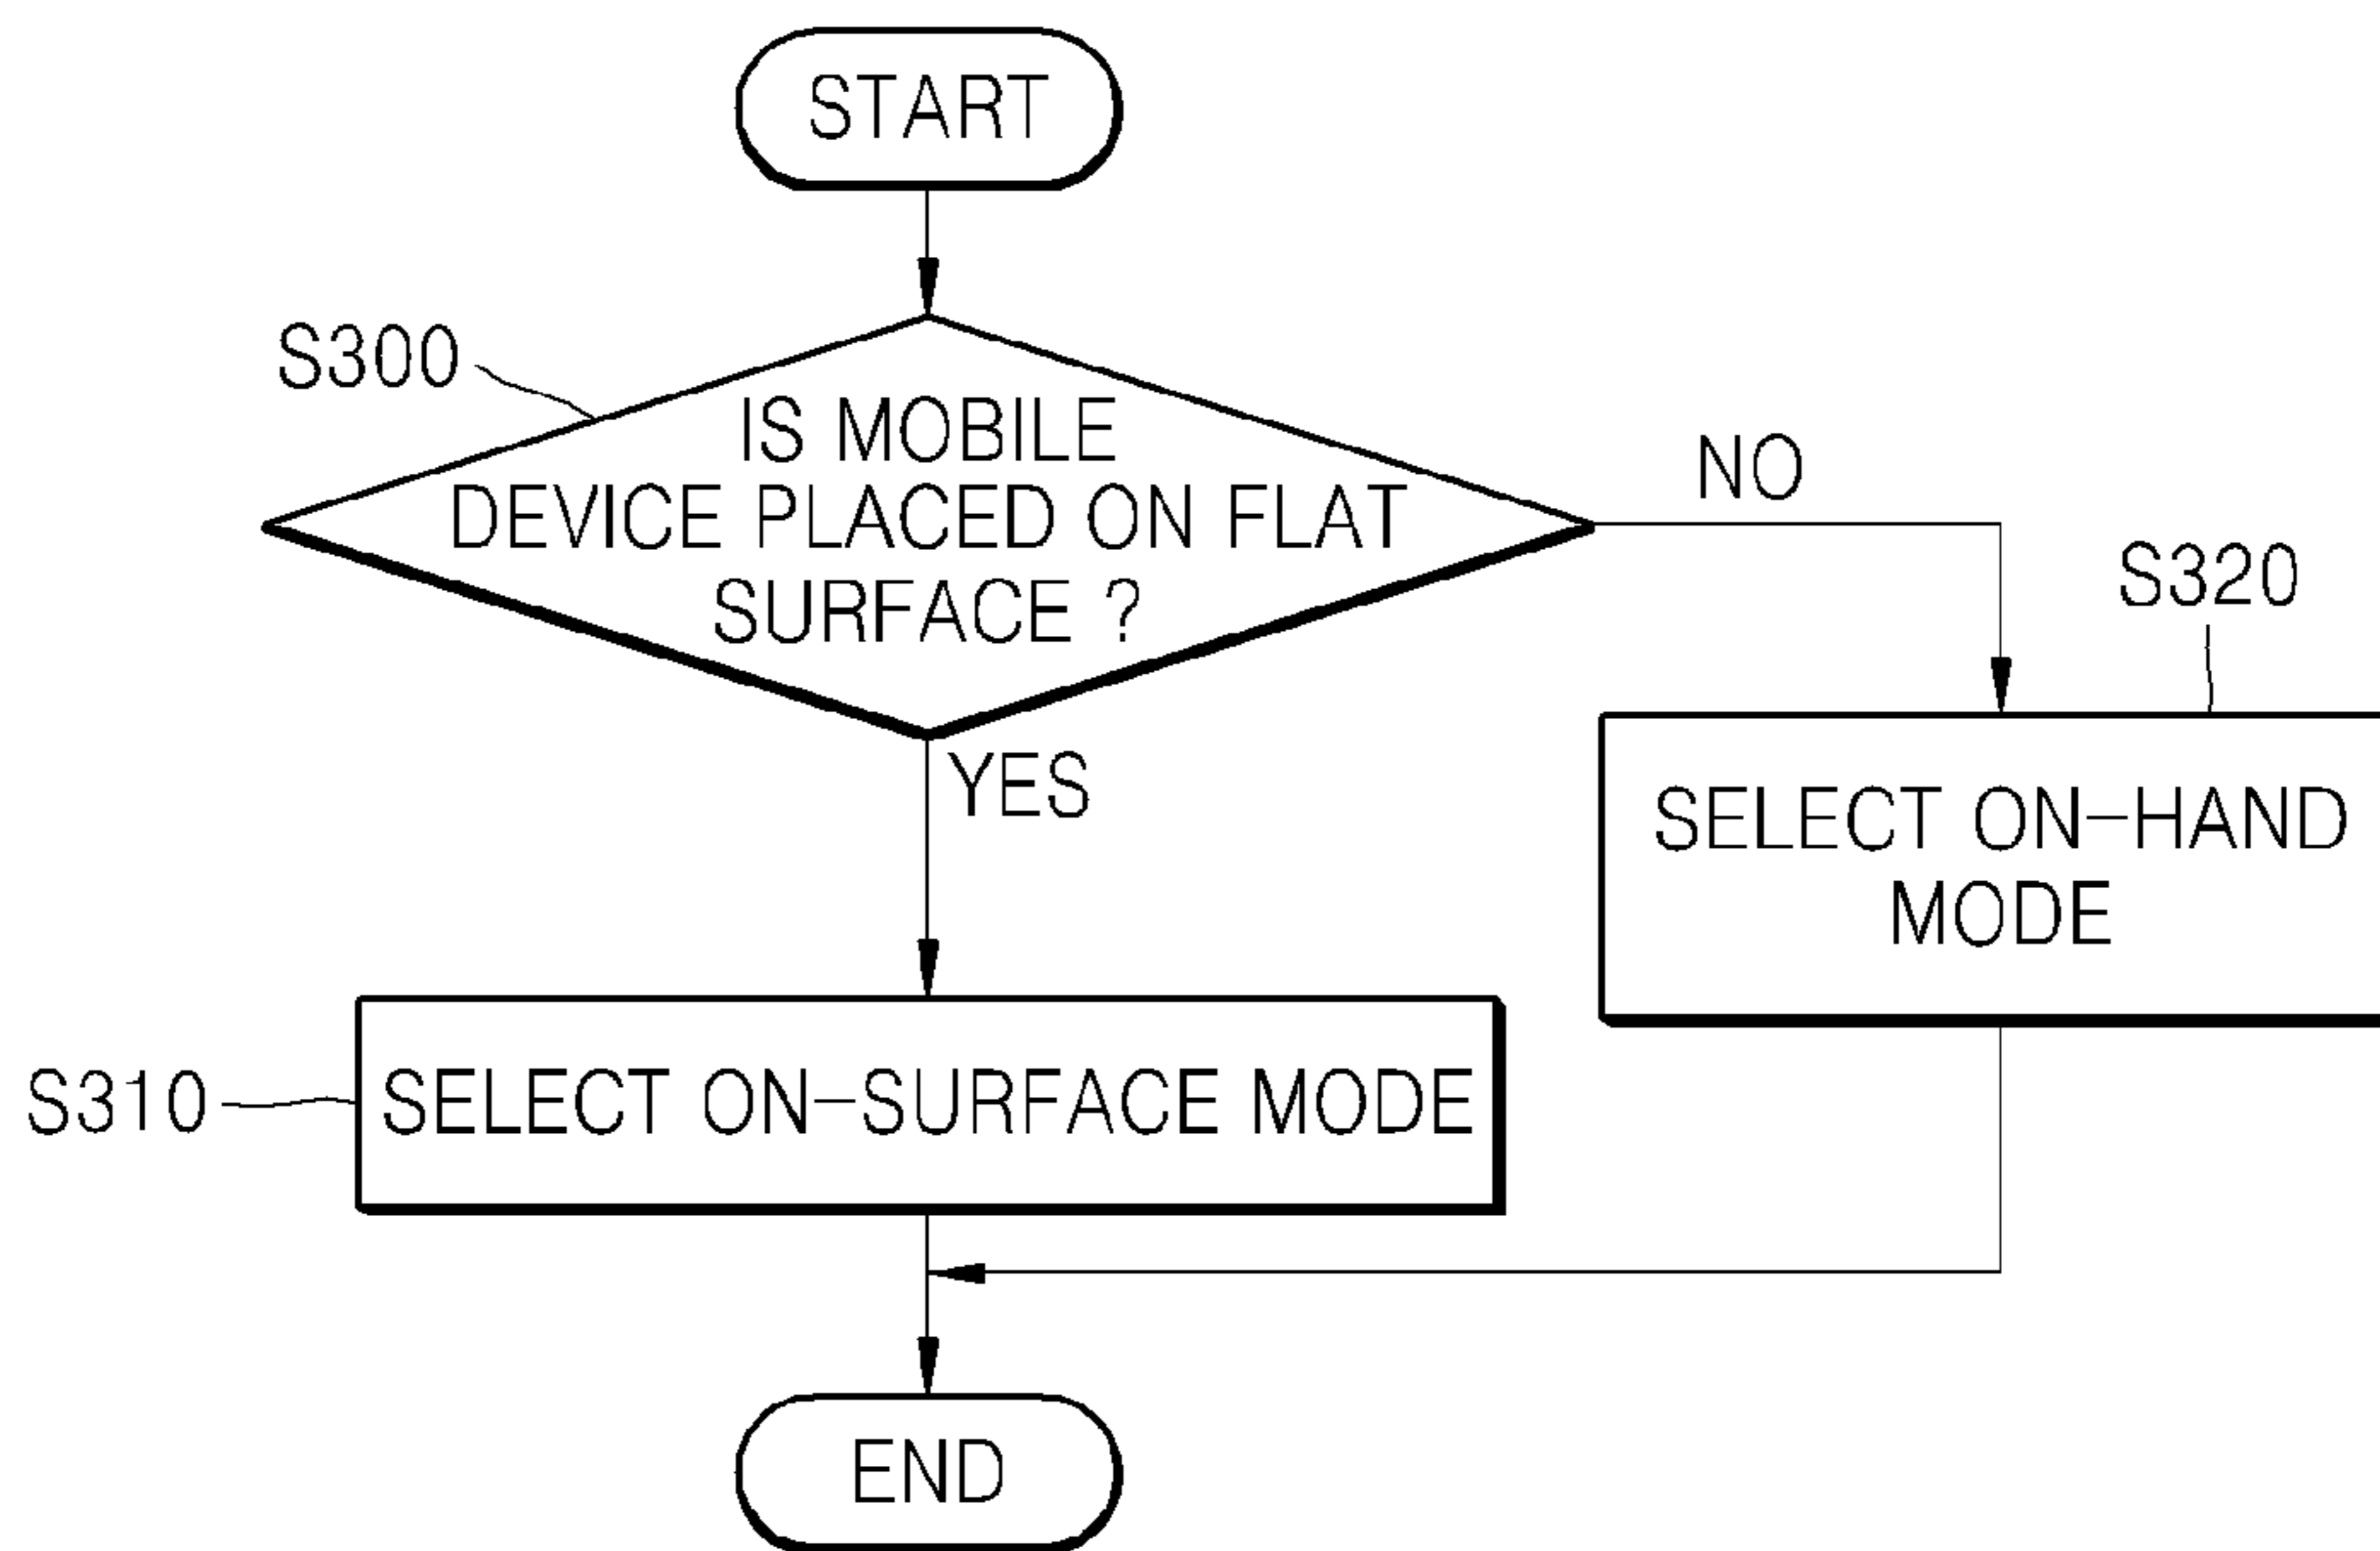 START
S300
IS MOBILE
DEVICE PLACED ON FLAT
SURFACE ?
NO
S320
YES
SELECT ON-HAND
MODE
S310
SELECT ON-SURFACE MODE
END